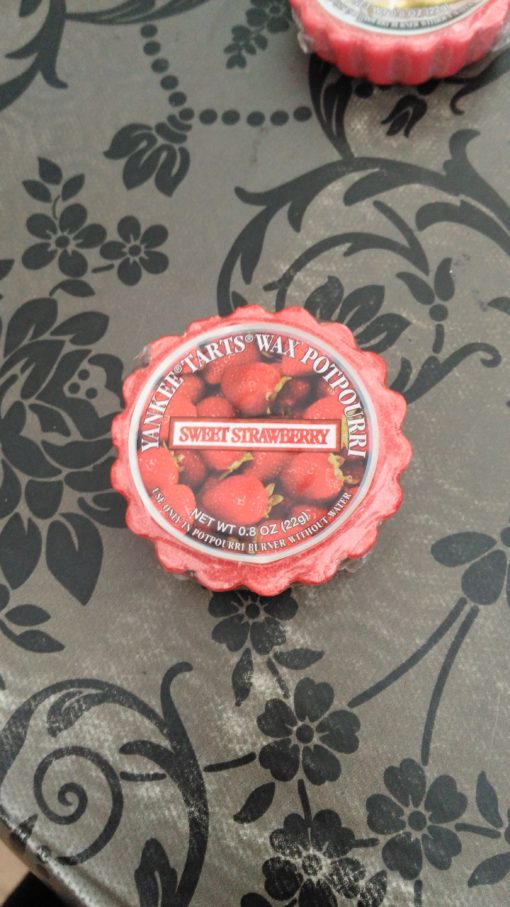 YANKEE® TARTS® WAX POTPOURRI
SWEET STRAWBERRY
NET WT 0.8 OZ (22g)
USE ONLY IN POTPOURRI BURNER WITHOUT WATER